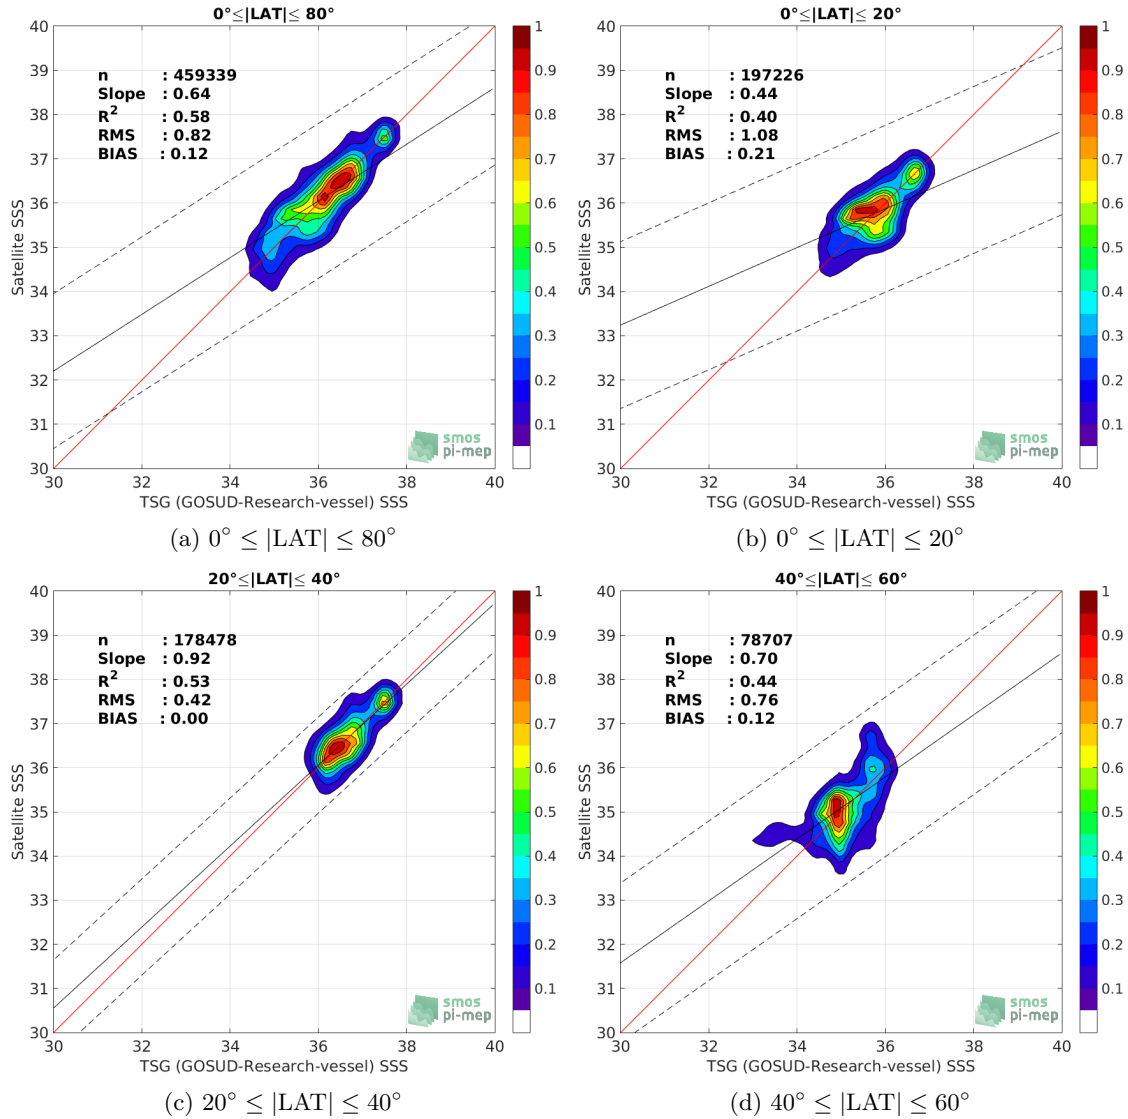 0°≤|LAT|≤ 80°
n : 459339
Slope : 0.64
R² : 0.58
RMS : 0.82
BIAS : 0.12
Satellite SSS
40
39
38
37
36
35
34
33
32
31
30
30 32 34 36 38 40
TSG (GOSUD-Research-vessel) SSS
smos
pi-mep
1
0.9
0.8
0.7
0.6
0.5
0.4
0.3
0.2
0.1
(a) 0° ≤ |LAT| ≤ 80°
0°≤|LAT|≤ 20°
n : 197226
Slope : 0.44
R² : 0.40
RMS : 1.08
BIAS : 0.21
Satellite SSS
40
39
38
37
36
35
34
33
32
31
30
30 32 34 36 38 40
TSG (GOSUD-Research-vessel) SSS
smos
pi-mep
1
0.9
0.8
0.7
0.6
0.5
0.4
0.3
0.2
0.1
(b) 0° ≤ |LAT| ≤ 20°
20°≤|LAT|≤ 40°
n : 178478
Slope : 0.92
R² : 0.53
RMS : 0.42
BIAS : 0.00
Satellite SSS
40
39
38
37
36
35
34
33
32
31
30
30 32 34 36 38 40
TSG (GOSUD-Research-vessel) SSS
smos
pi-mep
1
0.9
0.8
0.7
0.6
0.5
0.4
0.3
0.2
0.1
(c) 20° ≤ |LAT| ≤ 40°
40°≤|LAT|≤ 60°
n : 78707
Slope : 0.70
R² : 0.44
RMS : 0.76
BIAS : 0.12
Satellite SSS
40
39
38
37
36
35
34
33
32
31
30
30 32 34 36 38 40
TSG (GOSUD-Research-vessel) SSS
smos
pi-mep
1
0.9
0.8
0.7
0.6
0.5
0.4
0.3
0.2
0.1
(d) 40° ≤ |LAT| ≤ 60°